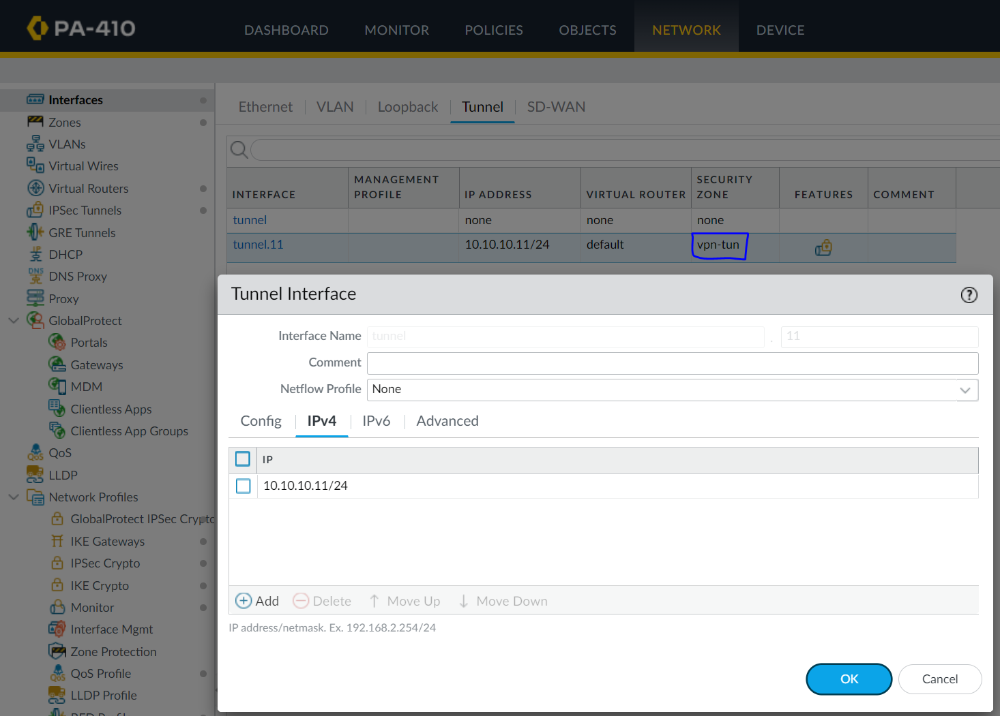 PA-410
DASHBOARD
MONITOR
POLICIES
OBJECTS
NETWORK
DEVICE
Interfaces
Zones
VLANs
Virtual Wires
Virtual Routers
IPSec Tunnels
GRE Tunnels
DHCP
DNS Proxy
Proxy
GlobalProtect
Portals
Gateways
MDM
Clientless Apps
Clientless App Groups
QoS
LLDP
Network Profiles
GlobalProtect IPSec Crypto
IKE Gateways
IPSec Crypto
IKE Crypto
Monitor
Interface Mgmt
Zone Protection
QoS Profile
LLDP Profile
Ethernet
VLAN
Loopback
Tunnel
SD-WAN
INTERFACE
MANAGEMENT
PROFILE
IP ADDRESS
VIRTUAL ROUTER
SECURITY
ZONE
FEATURES
COMMENT
tunnel
none
none
none
tunnel.11
10.10.10.11/24
default
vpn-tun
Tunnel Interface
Interface Name
tunnel
.
11
Comment
Netflow Profile
None
Config
IPv4
IPv6
Advanced
IP
10.10.10.11/24
Add
Delete
Move Up
Move Down
IP address/netmask. Ex. 192.168.2.254/24
OK
Cancel